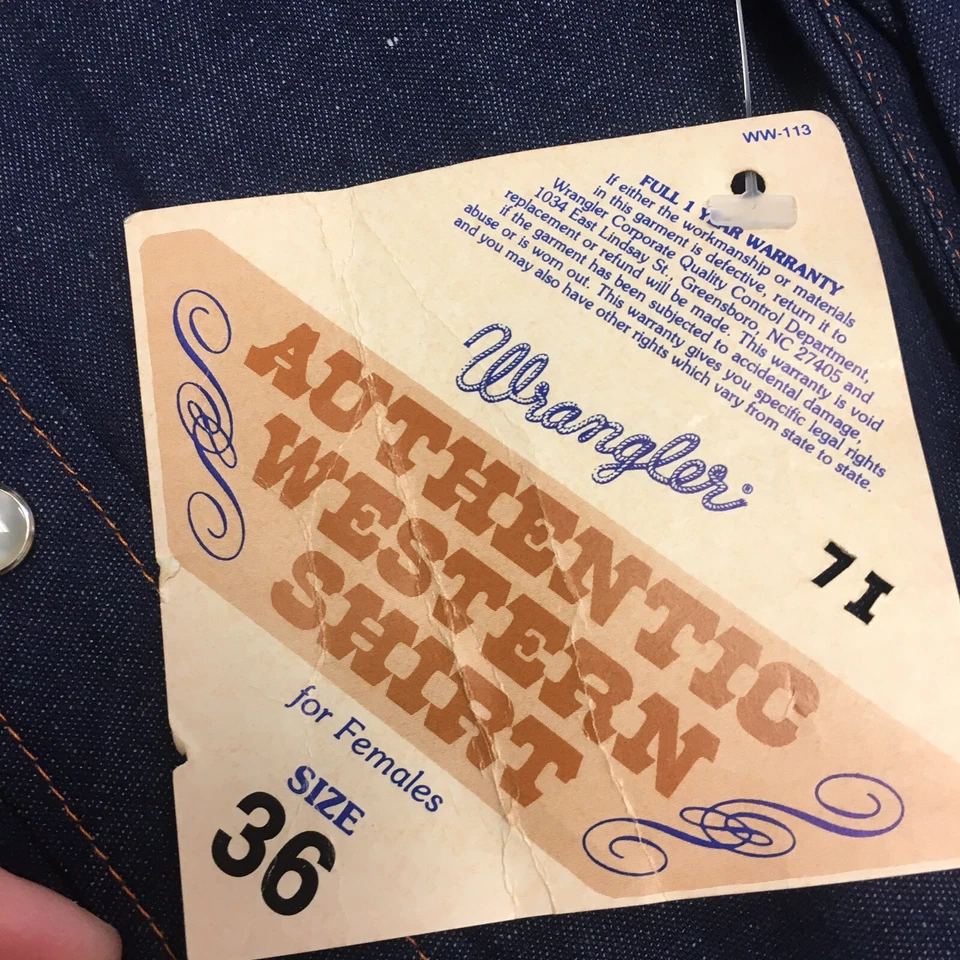 WW-113
FULL 1 YEAR WARRANTY
If either the workmanship or materials
in this garment is defective, return it to
Wrangler Corporate Quality Control Department,
1034 East Lindsay St., Greensboro, NC 27405 and
replacement or refund will be made. This warranty is void
if the garment has been subjected to accidental damage,
abuse or is worn out. This warranty gives you specific legal rights
and you may also have other rights which vary from state to state.
Wrangler®
71
AUTHENTIC
WESTERN
SHIRT
for Females
SIZE
36